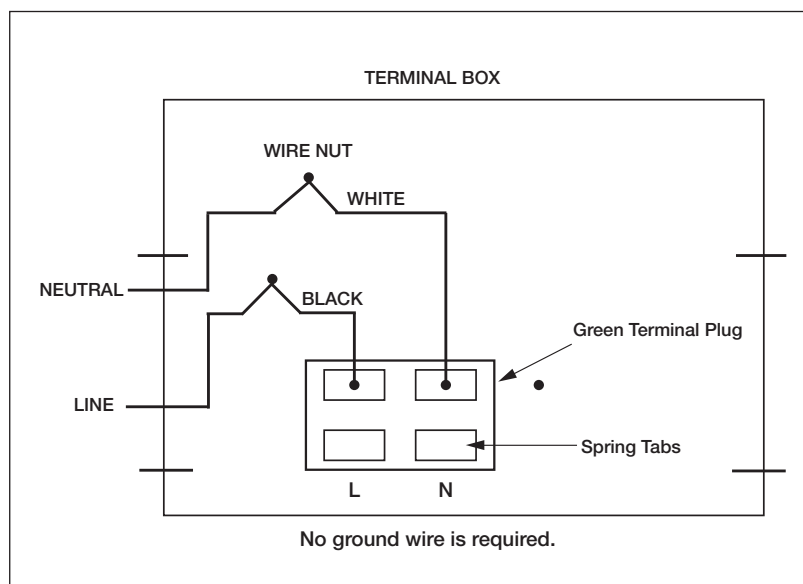 TERMINAL BOX
WIRE NUT
WHITE
NEUTRAL
BLACK
Green Terminal Plug
LINE
Spring Tabs
L N
No ground wire is required.